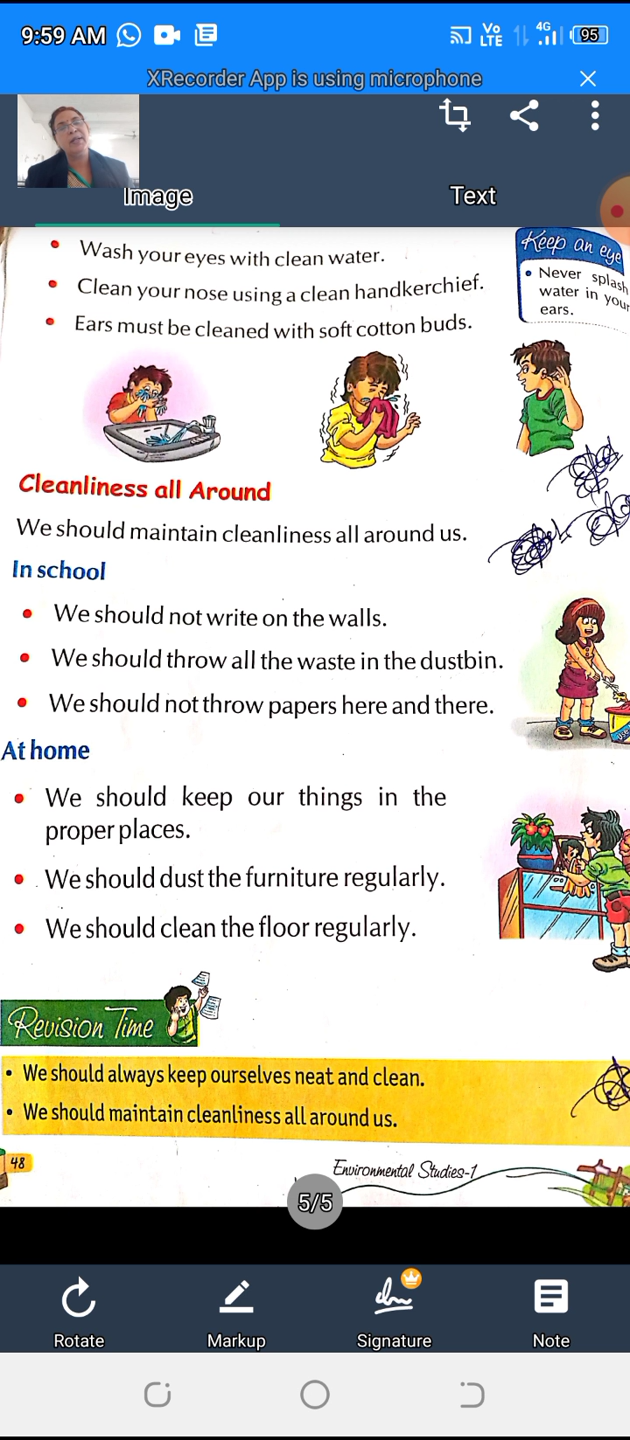 9:59 AM
Vo
LTE
4G
95
XRecorder App is using microphone
Image
Text
Wash your eyes with clean water.
Clean your nose using a clean handkerchief.
Ears must be cleaned with soft cotton buds.
Keep an eye
Never splash
water in your
ears.
Cleanliness all Around
We should maintain cleanliness all around us.
In school
We should not write on the walls.
We should throw all the waste in the dustbin.
We should not throw papers here and there.
At home
We should keep our things in the
proper places.
We should dust the furniture regularly.
We should clean the floor regularly.
Revision Time
We should always keep ourselves neat and clean.
We should maintain cleanliness all around us.
48
Environmental Studies-1
5/5
Rotate
Markup
Signature
Note